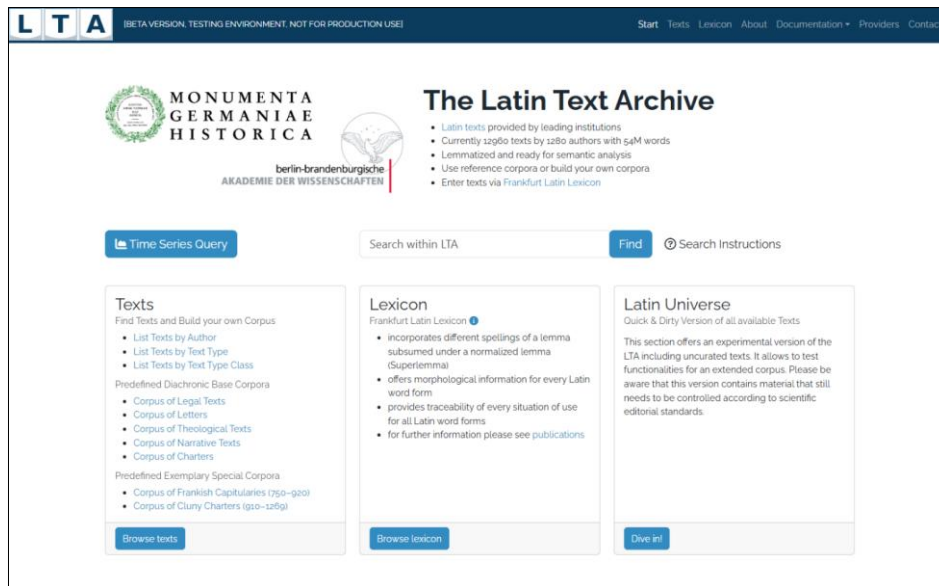 L T A
[BETA VERSION, TESTING ENVIRONMENT, NOT FOR PRODUCTION USE]
Start Texts Lexicon About Documentation Providers Contac
MONUMENTA
GERMANIAE
HISTORICA
berlin-brandenburgische
AKADEMIE DER WISSENSCHAFTEN
The Latin Text Archive
• Latin texts provided by leading institutions
• Currently 12960 texts by 1280 authors with 54M words
• Lemmatized and ready for semantic analysis
• Use reference corpora or build your own corpora
• Enter texts via Frankfurt Latin Lexicon
Time Series Query
Search within LTA
Find
Search Instructions
Texts
Find Texts and Build your own Corpus
• List Texts by Author
• List Texts by Text Type
• List Texts by Text Type Class
Predefined Diachronic Base Corpora
• Corpus of Legal Texts
• Corpus of Letters
• Corpus of Theological Texts
• Corpus of Narrative Texts
• Corpus of Charters
Predefined Exemplary Special Corpora
• Corpus of Frankish Capitularies (750–920)
• Corpus of Cluny Charters (910–1269)
Browse texts
Lexicon
Frankfurt Latin Lexicon
• incorporates different spellings of a lemma
subsumed under a normalized lemma
(Superlemma)
• offers morphological information for every Latin
word form
• provides traceability of every situation of use
for all Latin word forms
• for further information please see publications
Browse lexicon
Latin Universe
Quick & Dirty Version of all available Texts
This section offers an experimental version of the
LTA including uncurated texts. It allows to test
functionalities for an extended corpus. Please be
aware that this version contains material that still
needs to be controlled according to scientific
editorial standards.
Dive in!